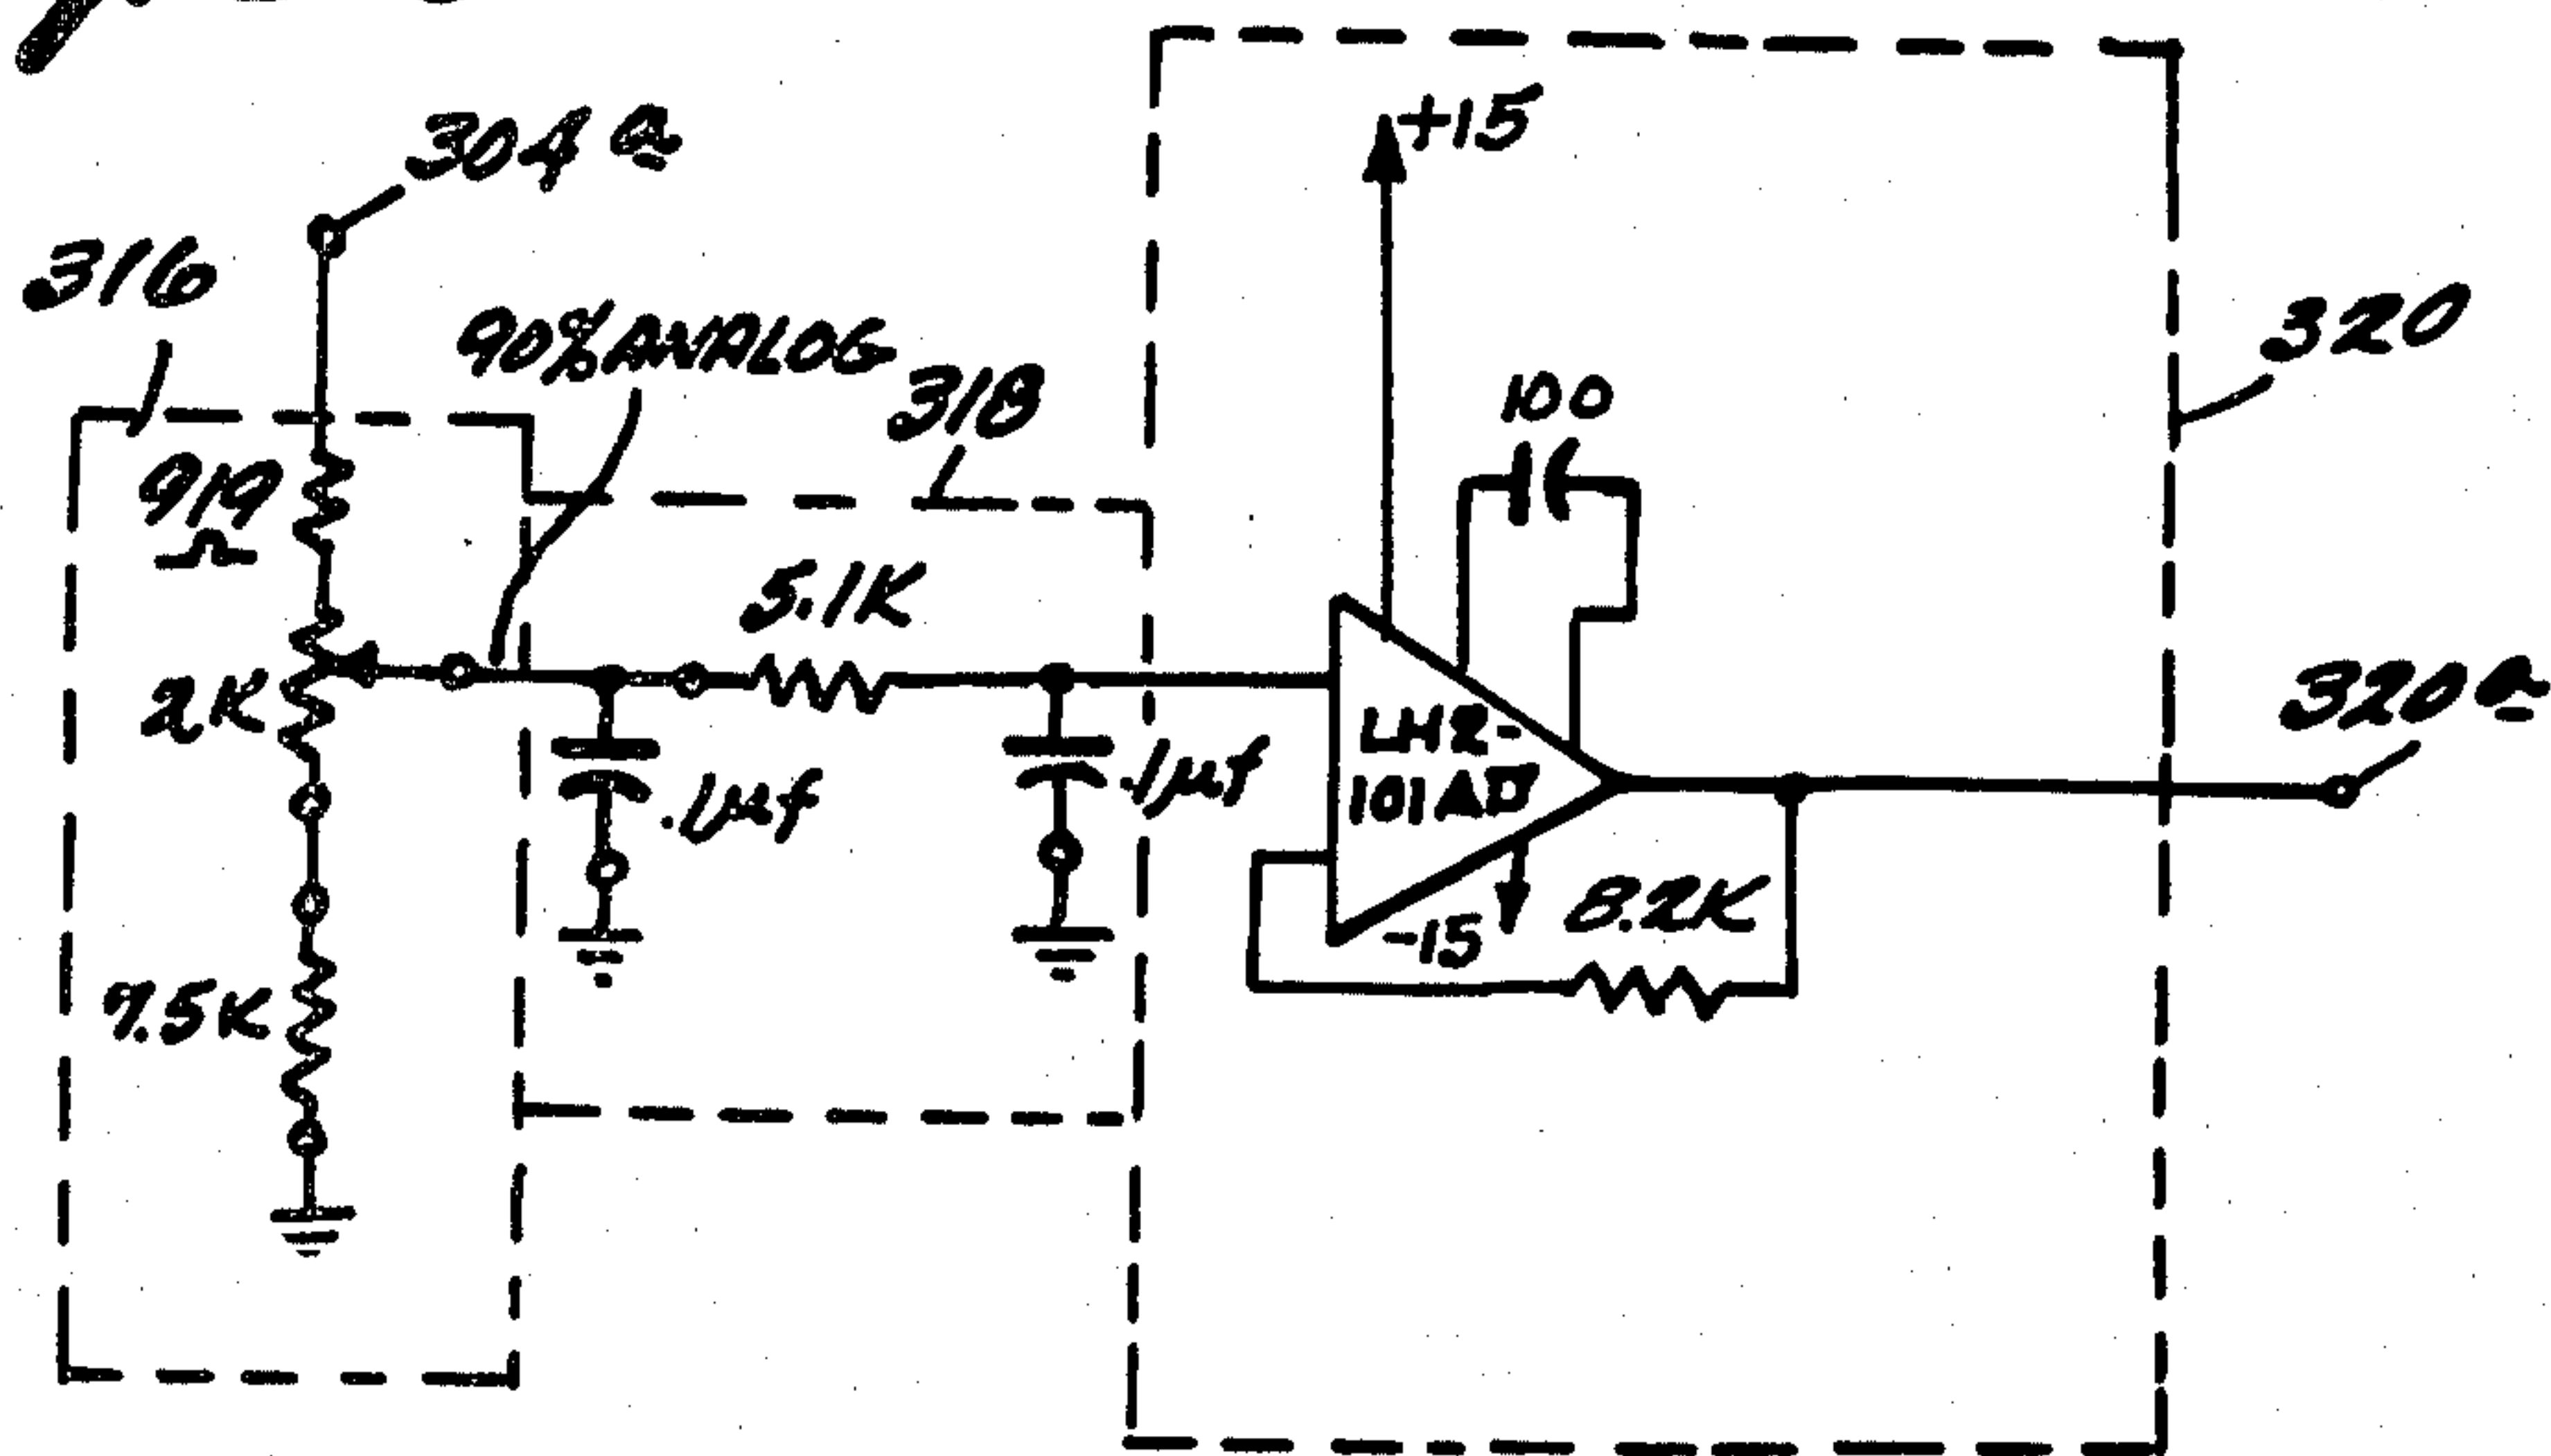 304a
316
90% ANALOG
318
+15
100
320
919
Ω
5.1K
2K
.1µf
.1µf
LH2-
101AD
320a
8.2K
-15
7.5K